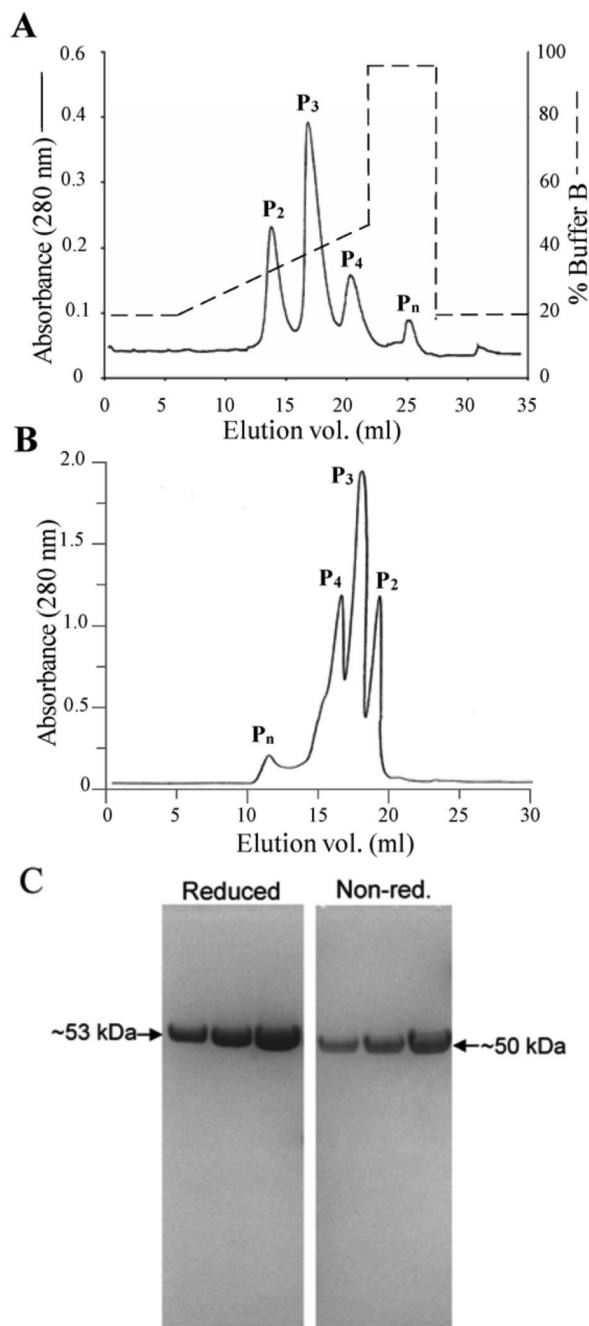 A
0.6
0.4
0.3
0.2
0.1
0
Absorbance (280 nm)
P2
P3
P4
Pn
100
80
60
40
20
0
% Buffer B
0 5 10 15 20 25 30 35
Elution vol. (ml)
B
2.0
1.5
1.0
0.5
0
Absorbance (280 nm)
P3
P4
P2
Pn
0 5 10 15 20 25 30
Elution vol. (ml)
C
Reduced Non-red.
~53 kDa
~50 kDa